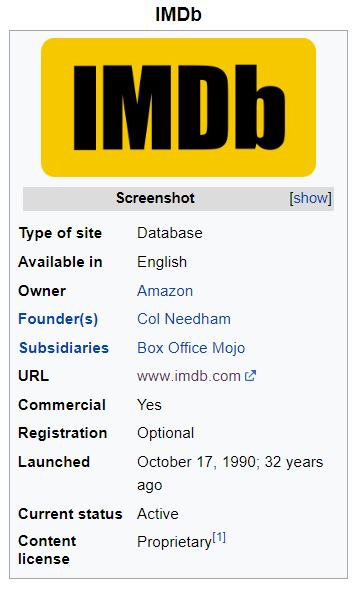 IMDb
IMDb
Screenshot [show]
Type of site Database
Available in English
Owner Amazon
Founder(s) Col Needham
Subsidiaries Box Office Mojo
URL www.imdb.com
Commercial Yes
Registration Optional
Launched October 17, 1990; 32 years
ago
Current status Active
Content
license Proprietary[1]